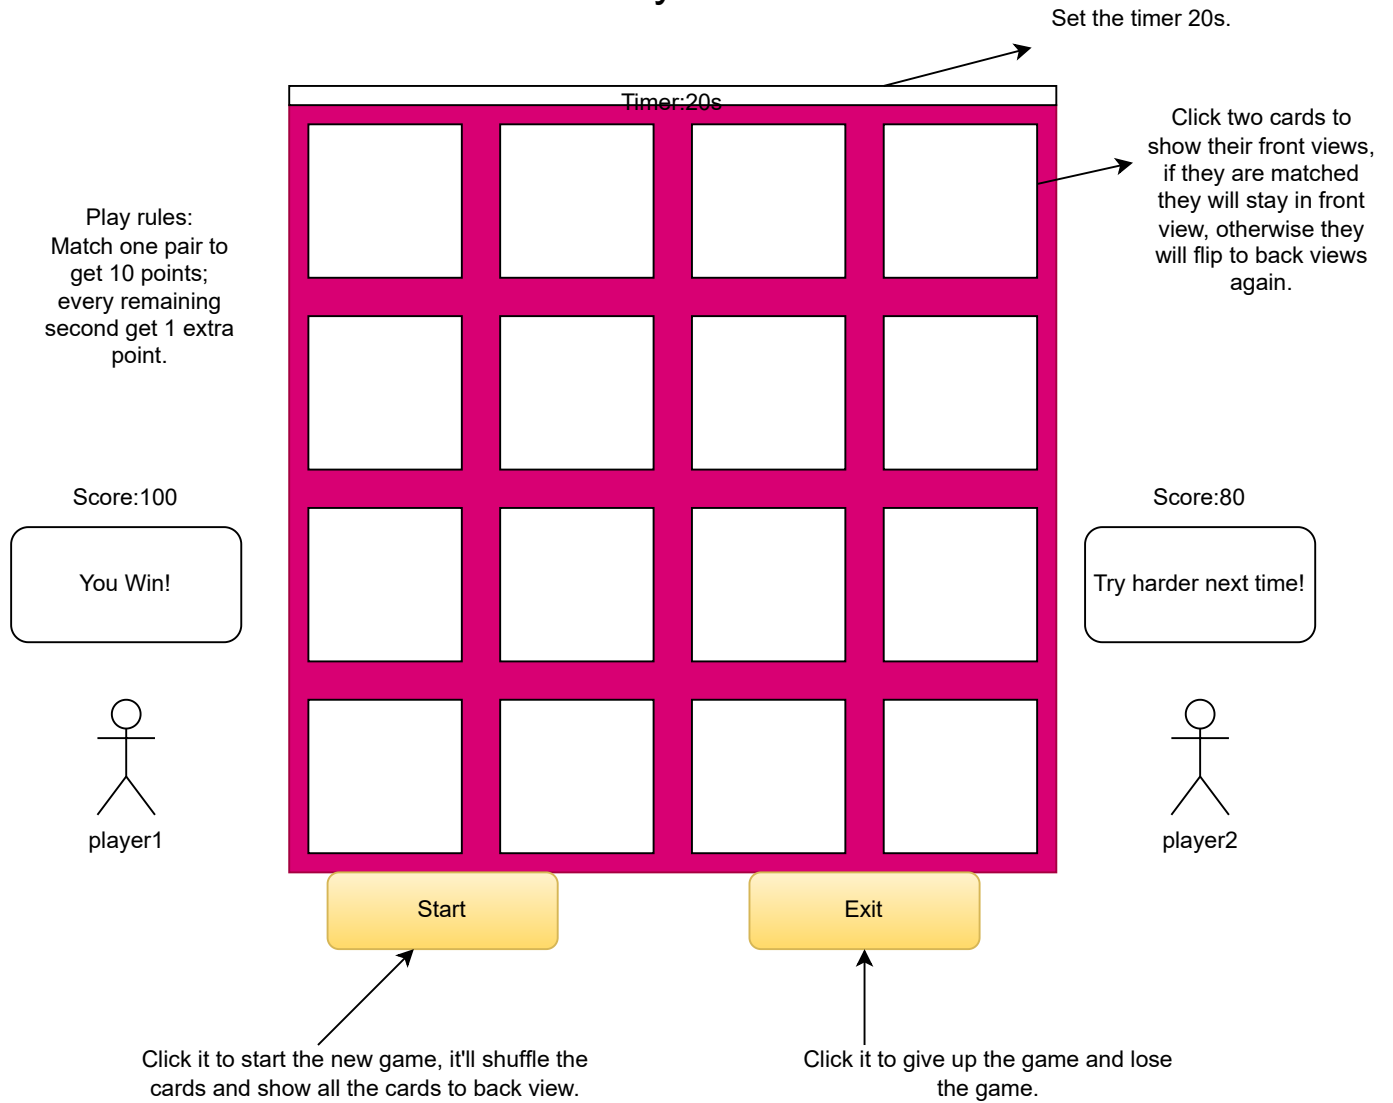 Set the timer 20s.
Timer:20s
Click two cards to
show their front views,
if they are matched
they will stay in front
view, otherwise they
will flip to back views
again.
Play rules:
Match one pair to
get 10 points;
every remaining
second get 1 extra
point.
Score:100
You Win!
Score:80
Try harder next time!
player1
player2
Start
Exit
Click it to start the new game, it'll shuffle the
cards and show all the cards to back view.
Click it to give up the game and lose
the game.